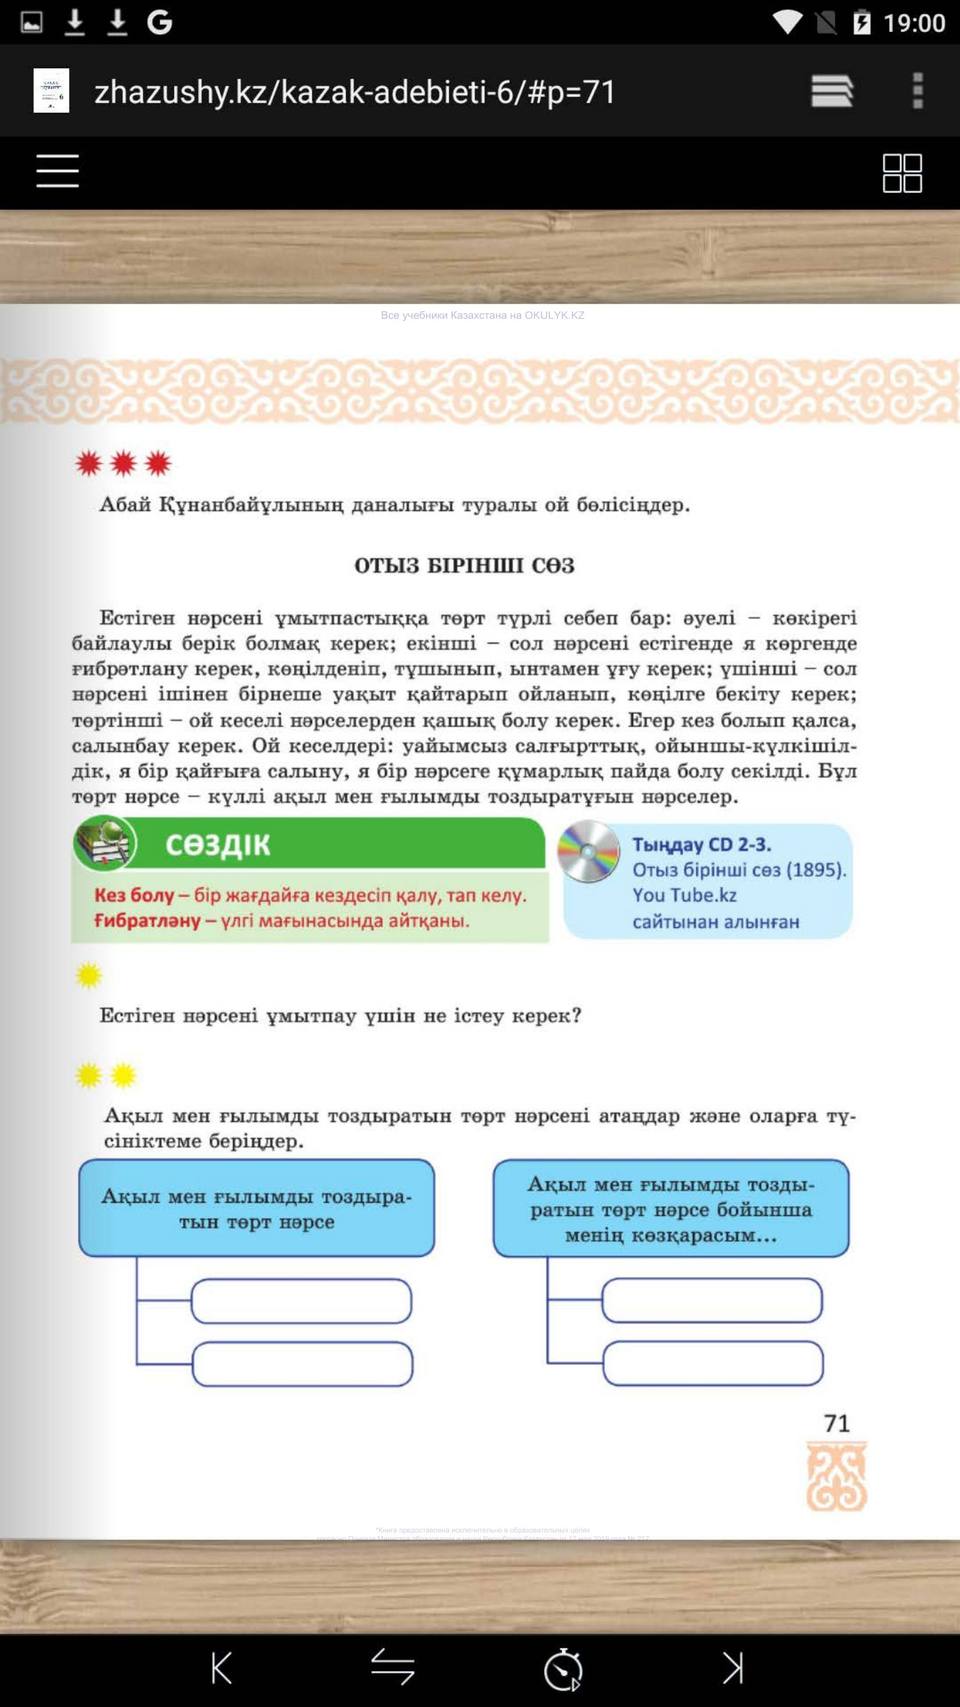 19:00
zhazushy.kz/kazak-adebieti-6/#p=71
Все учебники Казахстана на OKULYK.KZ
Абай Құнанбайұлының даналығы туралы ой бөлісіңдер.
ОТЫЗ БІРІНШІ СӨЗ
Естіген нәрсені ұмытпастыққа төрт түрлі себеп бар: әуелі – көкірегі
байлаулы берік болмақ керек; екінші – сол нәрсені естігенде я көргенде
ғибрәтлану керек, көңілденіп, тұшынып, ынтамен ұғу керек; үшінші – сол
нәрсені ішінен бірнеше уақыт қайтарып ойланып, көңілге бекіту керек;
төртінші – ой кеселі нәрселерден қашық болу керек. Егер кез болып қалса,
салынбау керек. Ой кеселдері: уайымсыз салғырттық, ойыншы-күлкішіл-
дік, я бір қайғыға салыну, я бір нәрсеге құмарлық пайда болу секілді. Бұл
төрт нәрсе – күллі ақыл мен ғылымды тоздыратұғын нәрселер.
СӨЗДІК
Кез болу – бір жағдайға кездесіп қалу, тап келу.
Ғибратләну – үлгі мағынасында айтқаны.
Тыңдау CD 2-3.
Отыз бірінші сөз (1895).
You Tube.kz
сайтынан алынған
Естіген нәрсені ұмытпау үшін не істеу керек?
Ақыл мен ғылымды тоздыратын төрт нәрсені атаңдар және оларға тү-
сініктеме беріңдер.
Ақыл мен ғылымды тоздыра-
тын төрт нәрсе
Ақыл мен ғылымды тозды-
ратын төрт нәрсе бойынша
менің көзқарасым...
71
*Книга предоставлена исключительно в образовательных целях